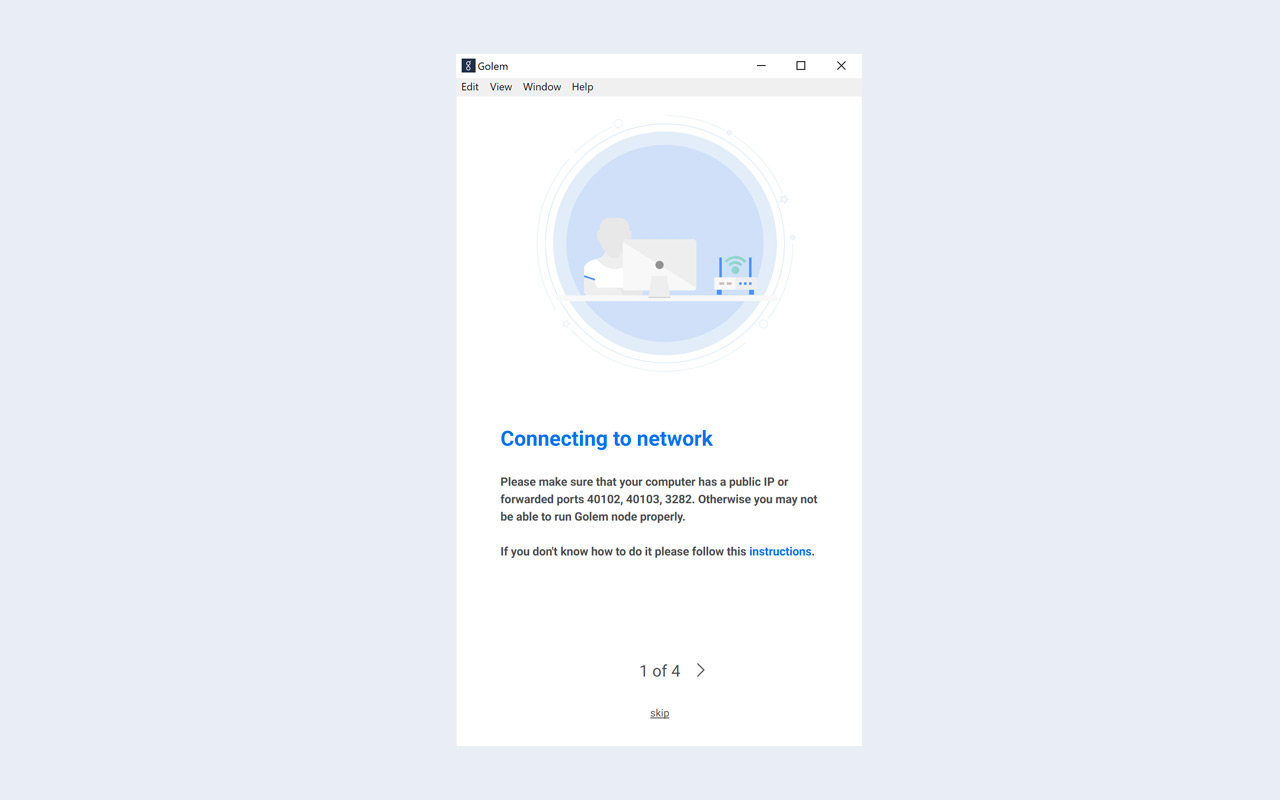 Golem
Edit View Window Help
Connecting to network
Please make sure that your computer has a public IP or
forwarded ports 40102, 40103, 3282. Otherwise you may not
be able to run Golem node properly.
If you don't know how to do it please follow this instructions.
1 of 4
skip